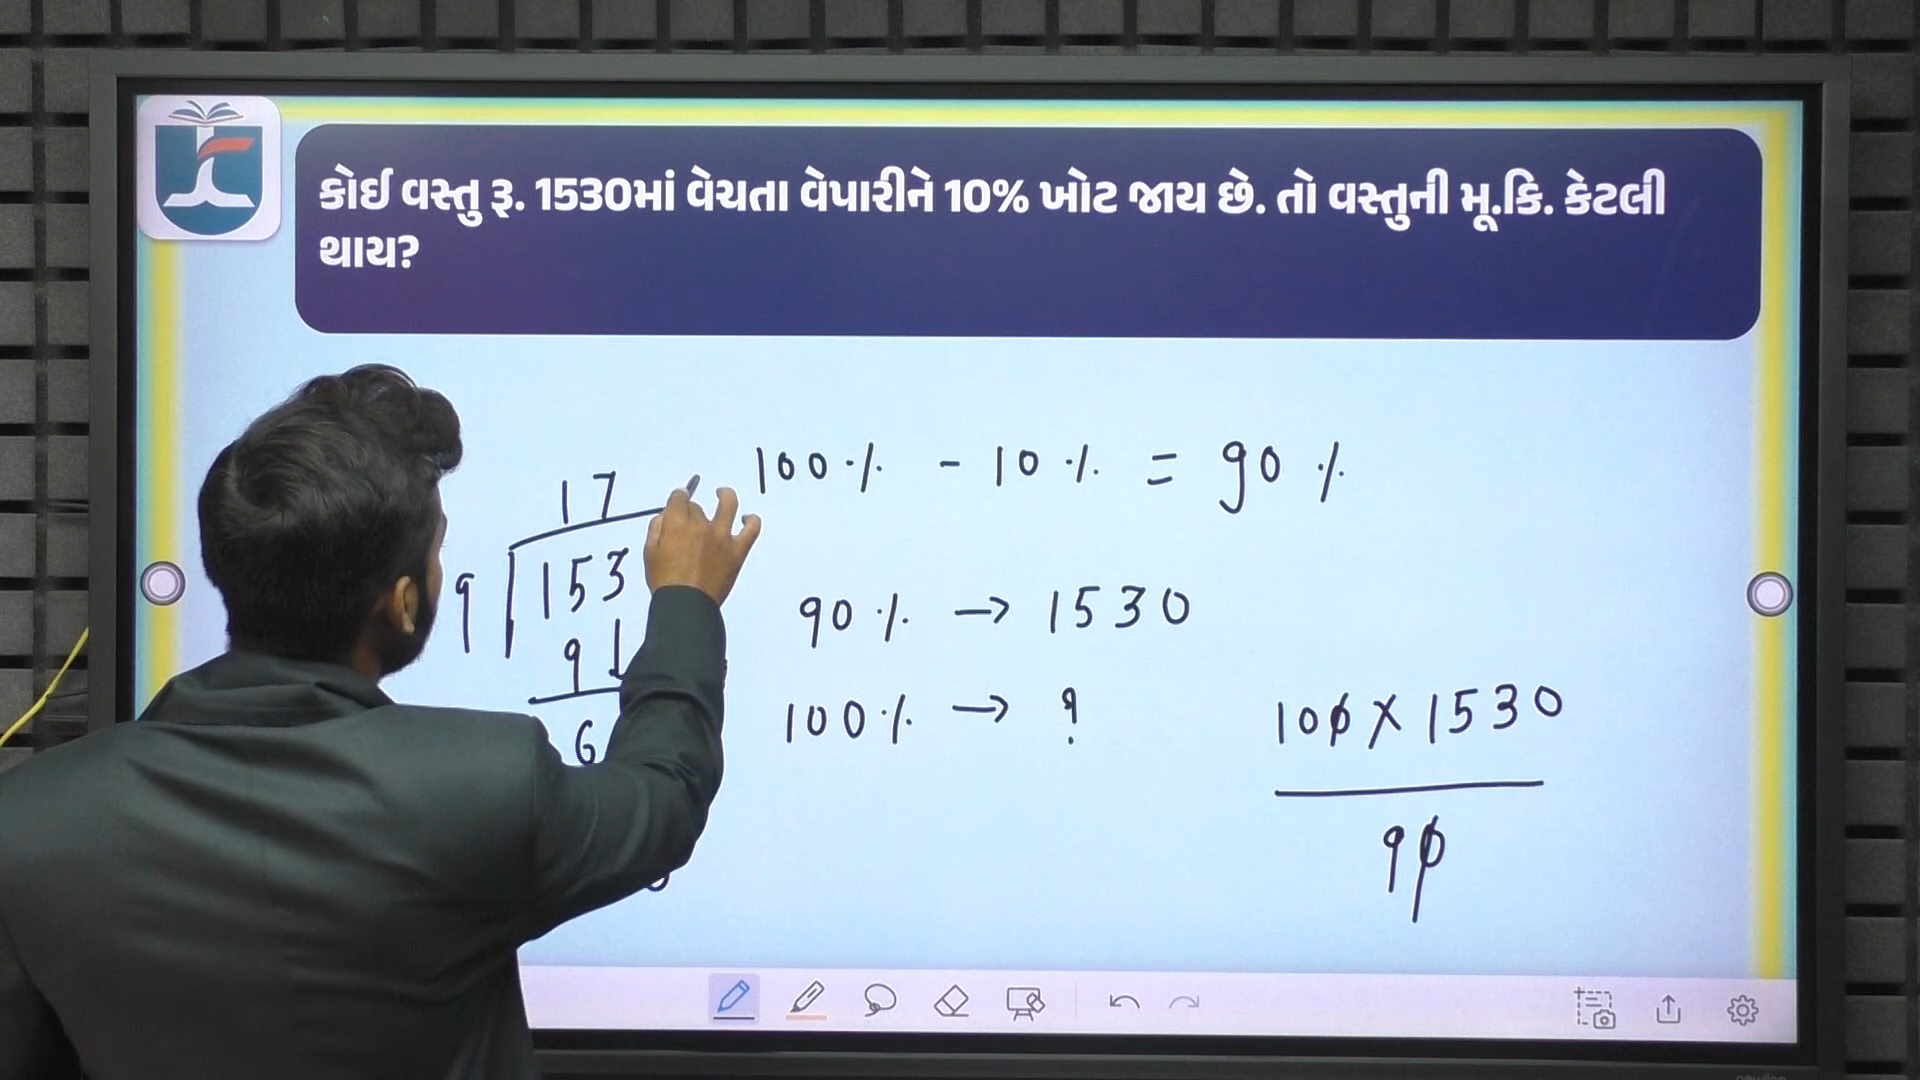 કોઈ વસ્તુ રૂ. 1530માં વેચતા વેપારીને 10% ખોટ જાય છે. તો વસ્તુની મૂ.કિ. કેટલી
થાય?
100% - 10% = 90%
17
9 153
9
6
90% → 1530
100% → ?
100 X 1530
90